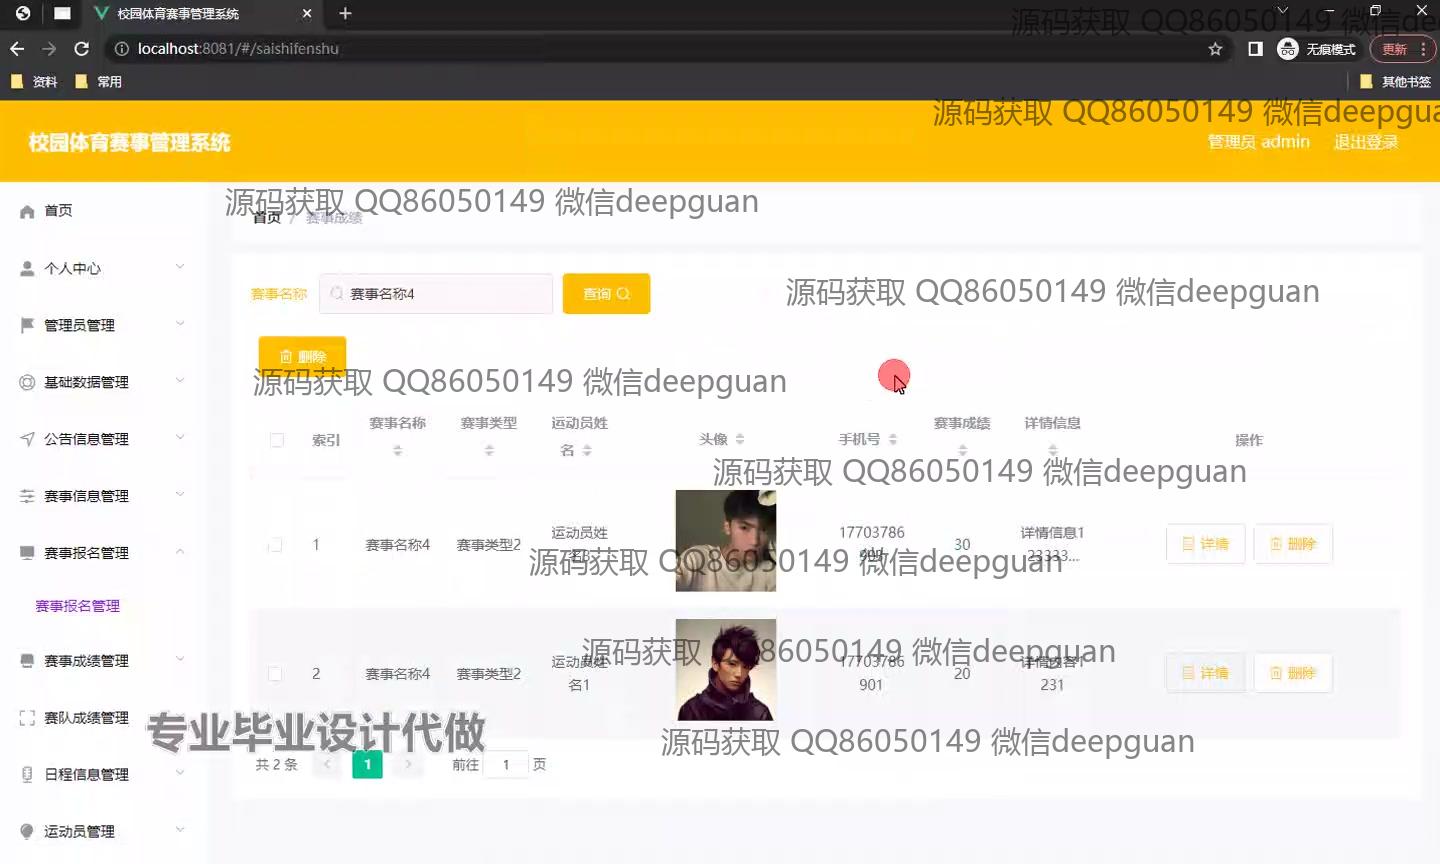 校园体育赛事管理系统
localhost:8081/#/saishifenshu
无痕模式
更新
资料
常用
其他书签
源码获取 QQ86050149 微信de
源码获取 QQ86050149 微信deepgua
校园体育赛事管理系统
管理员 admin
退出登录
源码获取 QQ86050149 微信deepguan
首页 / 赛事成绩
首页
个人中心
管理员管理
基础数据管理
公告信息管理
赛事信息管理
赛事报名管理
赛事报名管理
赛事成绩管理
赛队成绩管理
日程信息管理
运动员管理
赛事名称
赛事名称4
查询
源码获取 QQ86050149 微信deepguan
删除
源码获取 QQ86050149 微信deepguan
索引
赛事名称
赛事类型
运动员姓
名
头像
手机号
赛事成绩
详情信息
操作
源码获取 QQ86050149 微信deepguan
1
赛事名称4
赛事类型2
运动员姓
17703786
30
详情信息1
23333...
详情
删除
源码获取 QQ86050149 微信deepguan
2
赛事名称4
赛事类型2
运动员姓
名1
17703786
901
20
231
详情
删除
源码获取 QQ86050149 微信deepguan
专业毕业设计代做
源码获取 QQ86050149 微信deepguan
共 2 条
1
前往 1 页